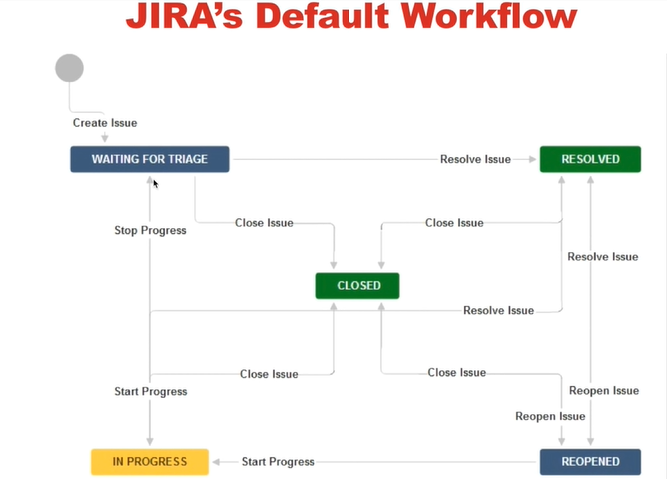 JIRA's Default Workflow
Create Issue
WAITING FOR TRIAGE
Resolve Issue
RESOLVED
Stop Progress
Close Issue
Close Issue
Resolve Issue
CLOSED
Resolve Issue
Close Issue
Close Issue
Start Progress
Reopen Issue
Reopen Issue
IN PROGRESS
Start Progress
REOPENED